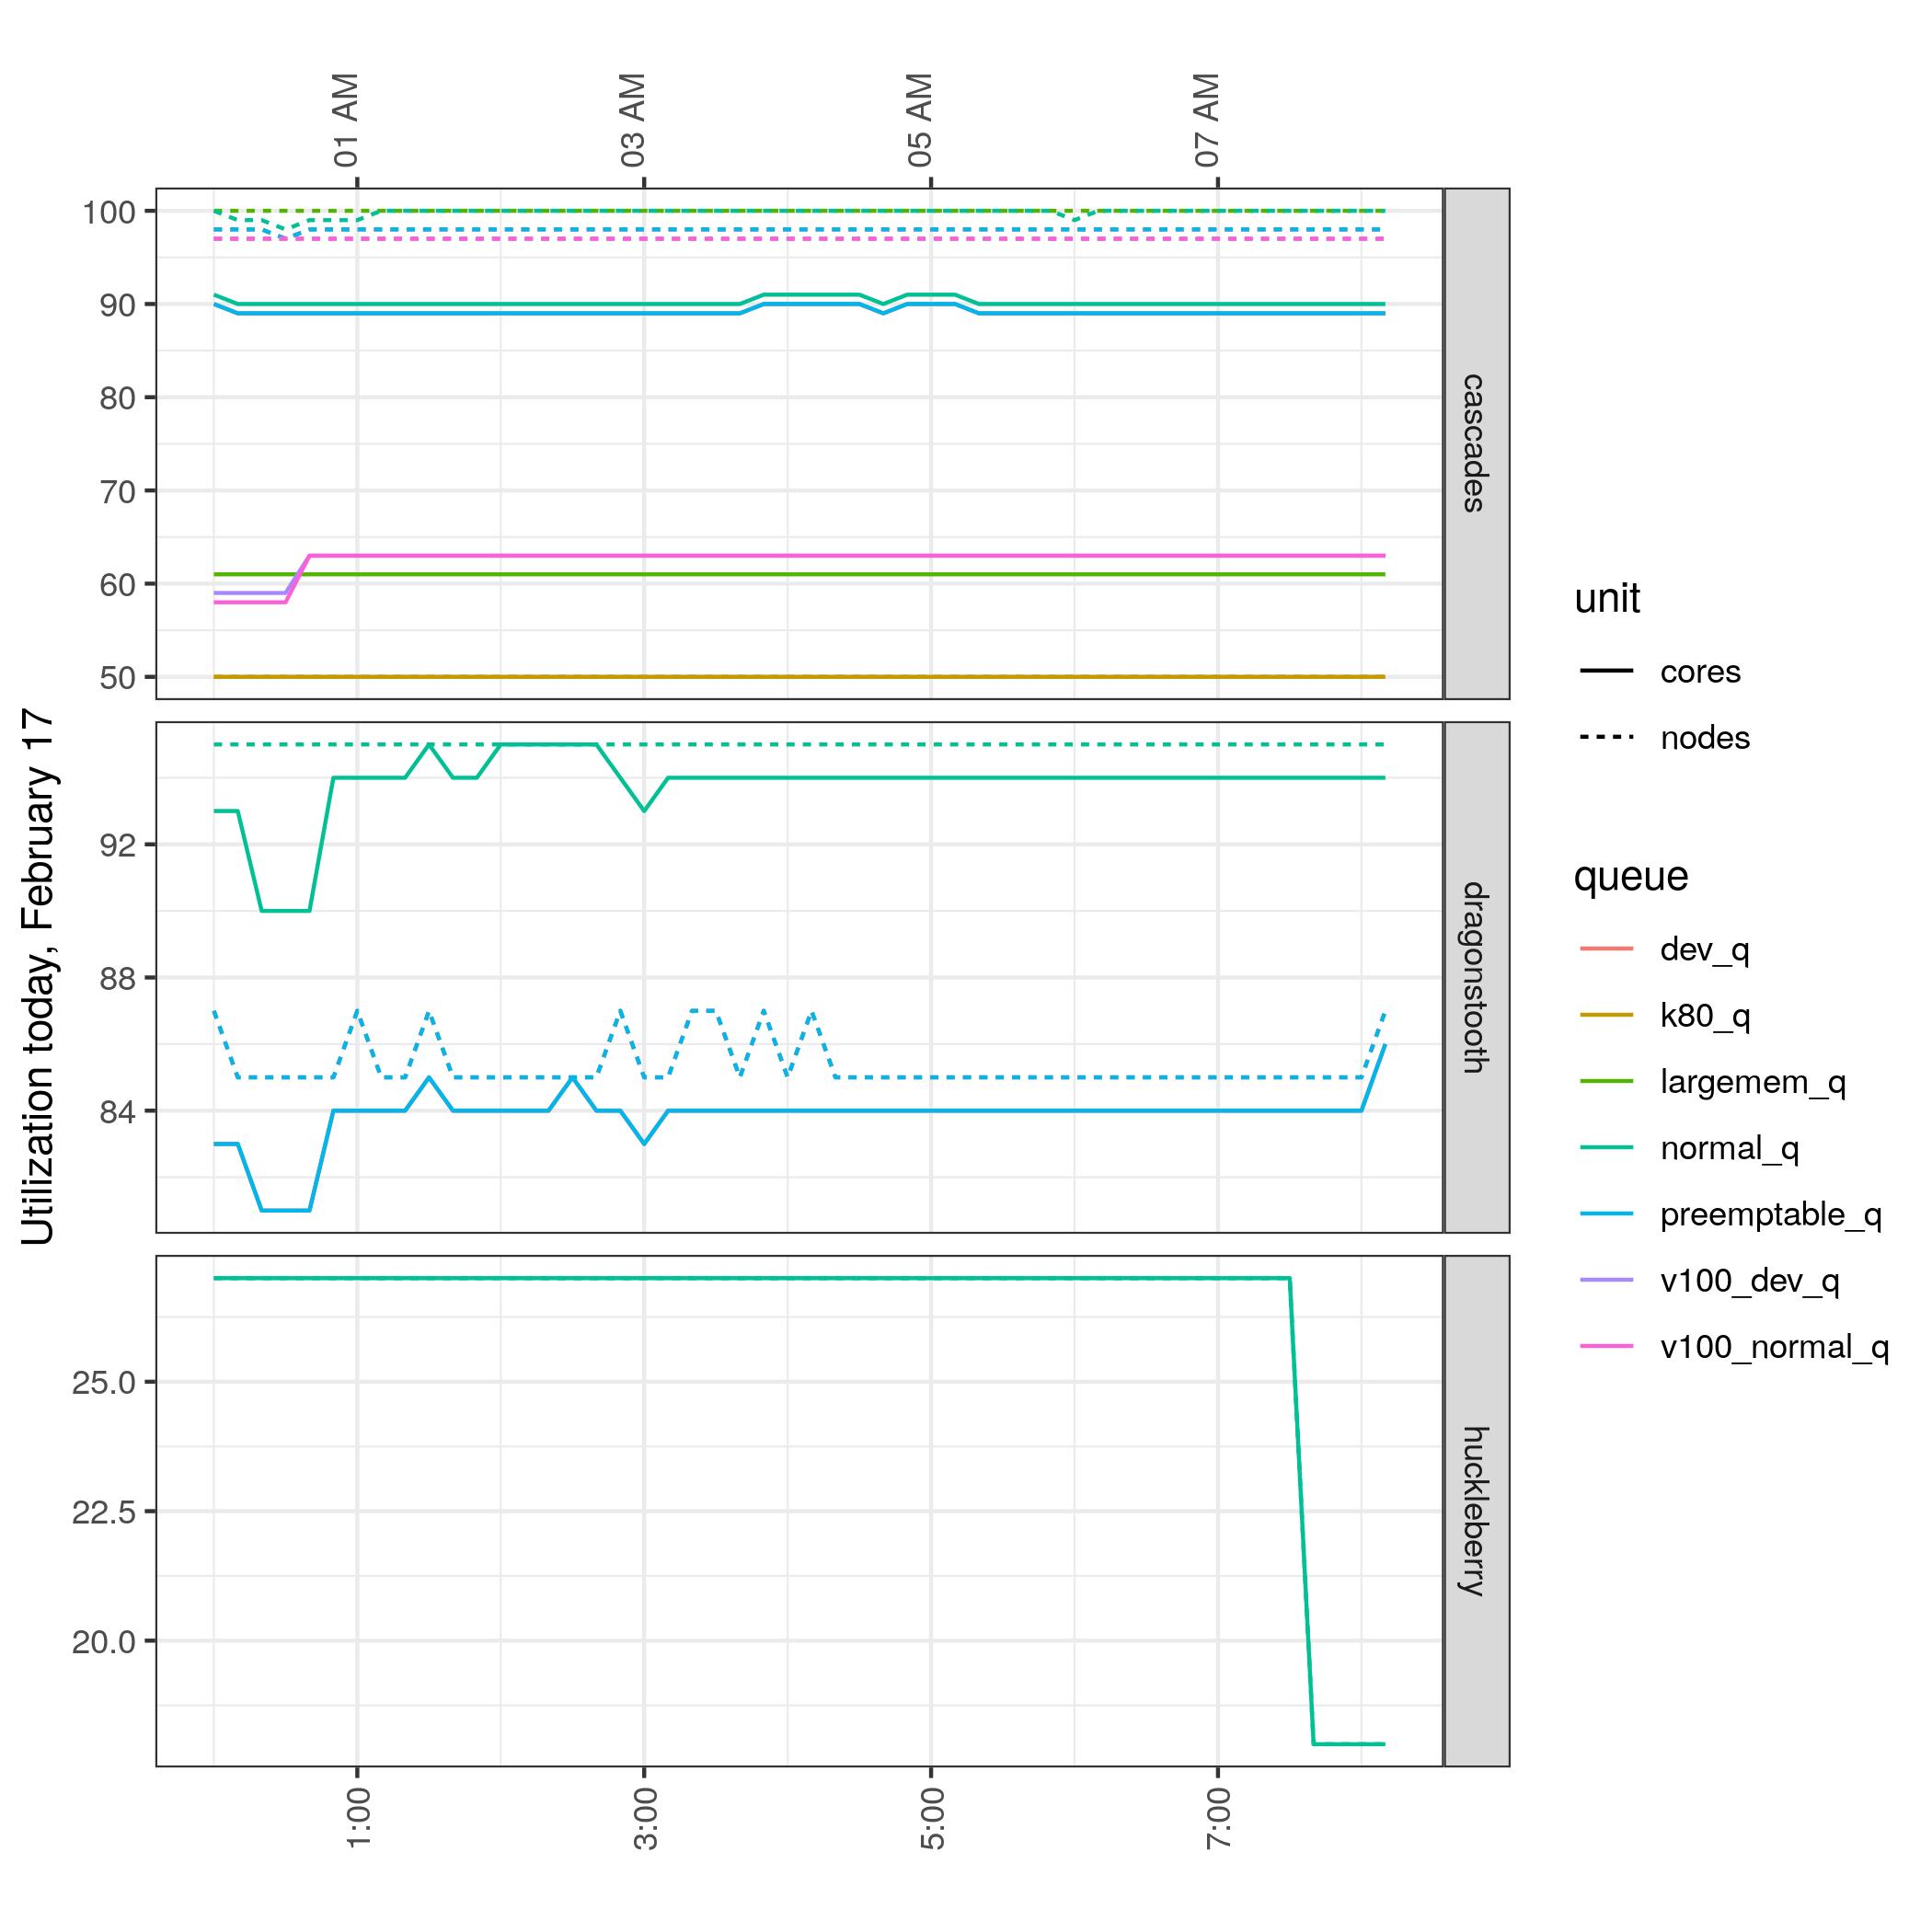 01 AM
03 AM
05 AM
07 AM
Utilization today, February 17
100
90
80
70
60
50
cascades
92
88
84
dragonstooth
25.0
22.5
20.0
huckleberry
1:00
3:00
5:00
7:00
unit
cores
nodes
queue
dev_q
k80_q
largemem_q
normal_q
preemptable_q
v100_dev_q
v100_normal_q